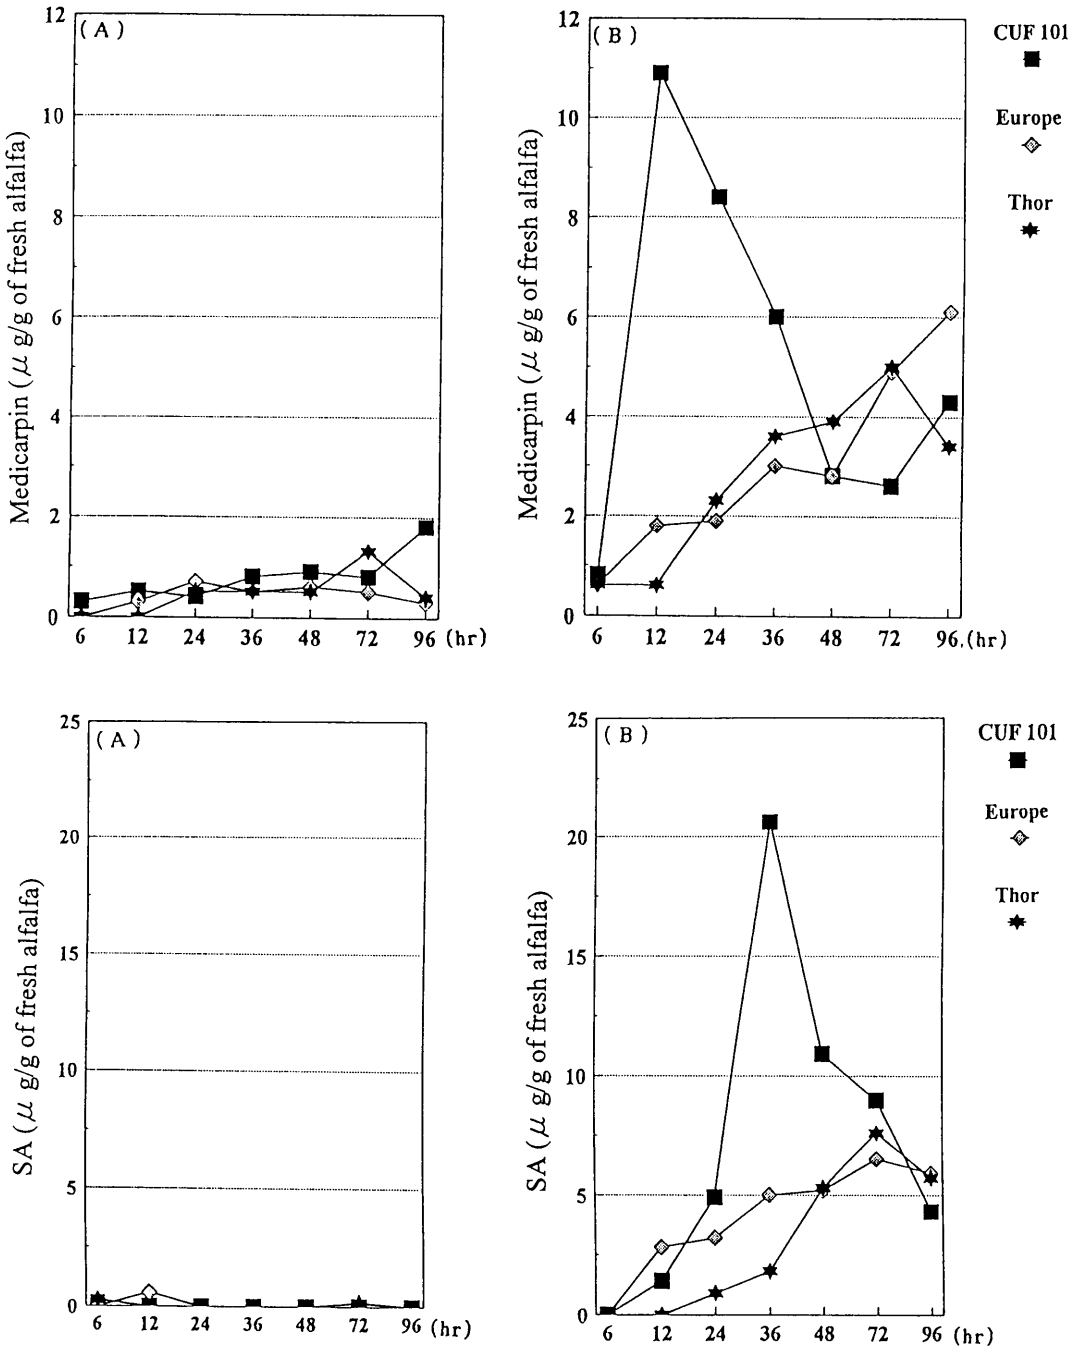 ( A )
12
10
8
6
4
2
0
Medicarpin ( μ g/g of fresh alfalfa)
6 12 24 36 48 72 96 (hr)
( B )
12
10
8
6
4
2
0
Medicarpin ( μ g/g of fresh alfalfa)
6 12 24 36 48 72 96. (hr)
CUF 101
Europe
Thor
( A )
25
20
15
10
5
0
SA ( μ g/g of fresh alfalfa)
6 12 24 36 48 72 96 (hr)
( B )
25
20
15
10
5
0
SA ( μ g/g of fresh alfalfa)
6 12 24 36 48 72 96 (hr)
CUF 101
Europe
Thor